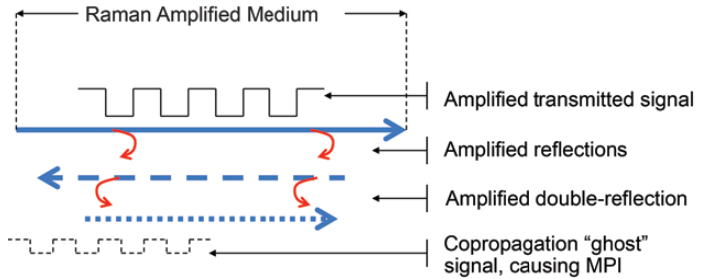 Raman Amplified Medium
Amplified transmitted signal
Amplified reflections
Amplified double-reflection
Copropagation “ghost”
signal, causing MPI